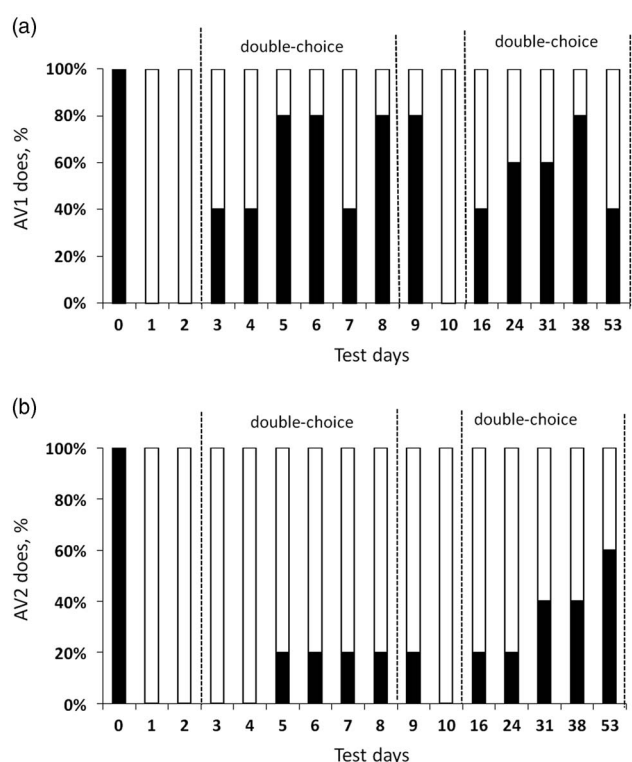 (a)
double-choice
double-choice
100%
80%
60%
40%
20%
0%
AV1 does, %
0 1 2 3 4 5 6 7 8 9 10 16 24 31 38 53
Test days
(b)
double-choice
double-choice
100%
80%
60%
40%
20%
0%
AV2 does, %
0 1 2 3 4 5 6 7 8 9 10 16 24 31 38 53
Test days